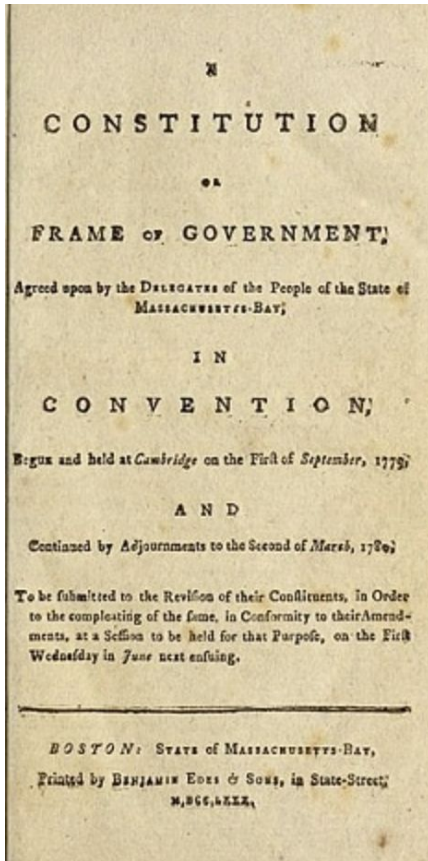 A
CONSTITUTION
OR
FRAME OF GOVERNMENT,
Agreed upon by the DELEGATES of the People of the State of
MASSACHUSETTS-BAY,
IN
CONVENTION,
Begun and held at Cambridge on the Firſt of September, 1779,
AND
Continued by Adjournments to the Second of March, 1780;
To be ſubmitted to the Reviſion of their Conſtituents, in Order
to the compleating of the ſame, in Conformity to their Amend-
ments, at a Seſſion to be held for that Purpoſe, on the Firſt
Wedneſday in June next enſuing.
BOSTON: STATE of MASSACHUSETTS-BAY,
Printed by BENJAMIN EDES & SONS, in State-Street,
M,DCC,LXXX.